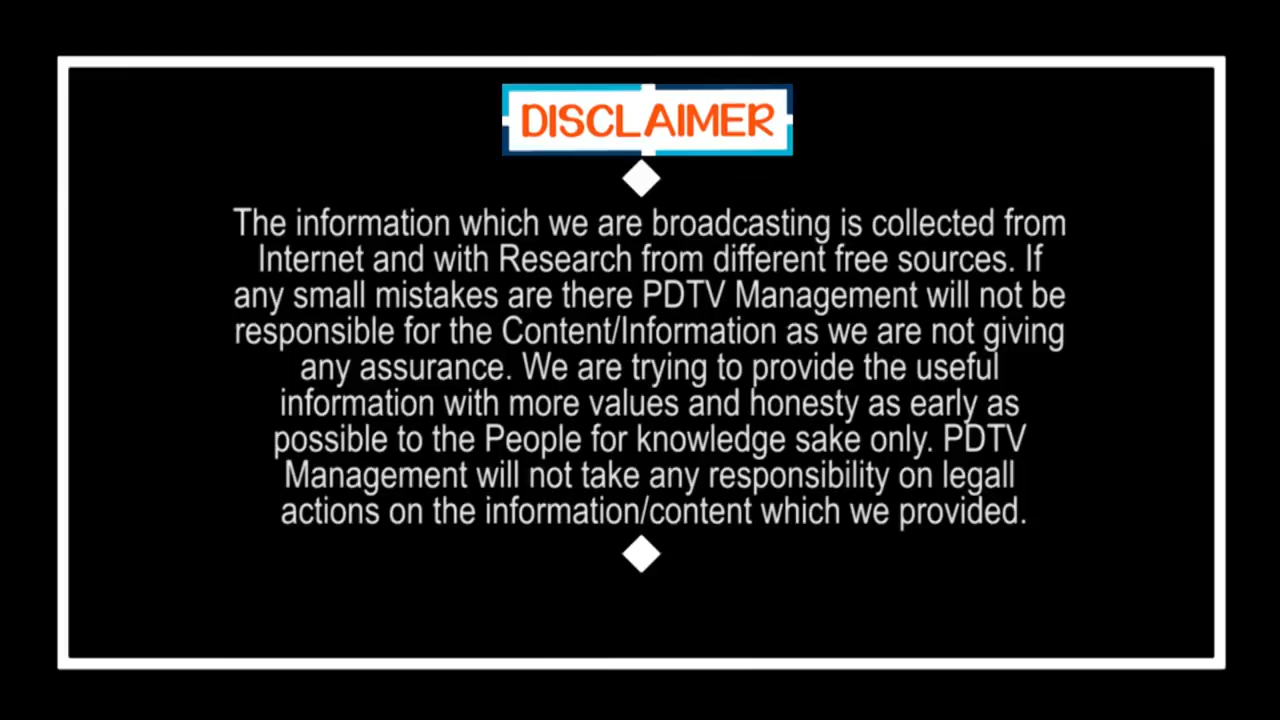 DISCLAIMER
The information which we are broadcasting is collected from
Internet and with Research from different free sources. If
any small mistakes are there PDTV Management will not be
responsible for the Content/Information as we are not giving
any assurance. We are trying to provide the useful
information with more values and honesty as early as
possible to the People for knowledge sake only. PDTV
Management will not take any responsibility on legall
actions on the information/content which we provided.